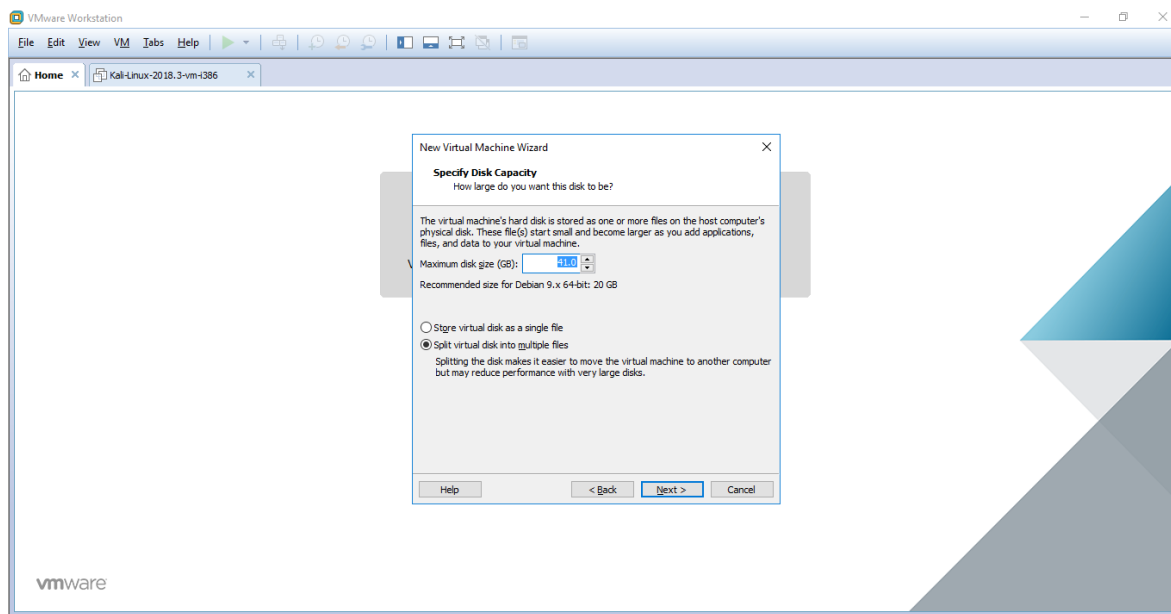 VMware Workstation
File Edit View VM Tabs Help
Home Kali-Linux-2018.3-vm-i386
New Virtual Machine Wizard
Specify Disk Capacity
How large do you want this disk to be?
The virtual machine's hard disk is stored as one or more files on the host computer's
physical disk. These file(s) start small and become larger as you add applications,
files, and data to your virtual machine.
Maximum disk size (GB): 41.0
Recommended size for Debian 9.x 64-bit: 20 GB
Store virtual disk as a single file
Split virtual disk into multiple files
Splitting the disk makes it easier to move the virtual machine to another computer
but may reduce performance with very large disks.
Help < Back Next > Cancel
vmware